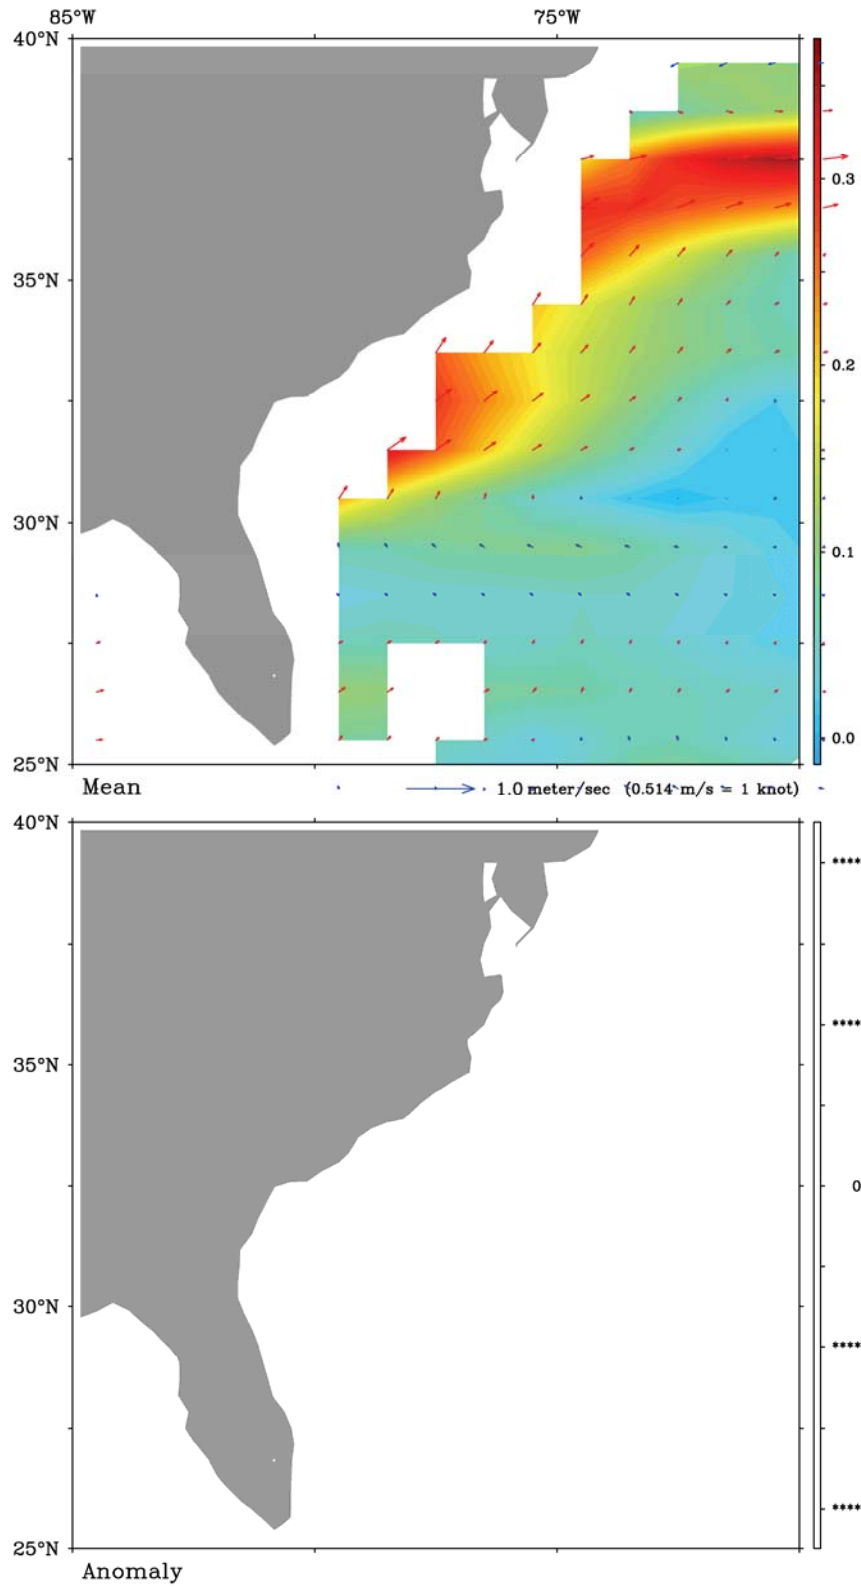 85°W 75°W
40°N
0.3
35°N
0.2
30°N
0.1
0.0
25°N
Mean
1.0 meter/sec (0.514 m/s = 1 knot)
40°N
****
****
35°N
0
30°N
****
****
25°N
Anomaly